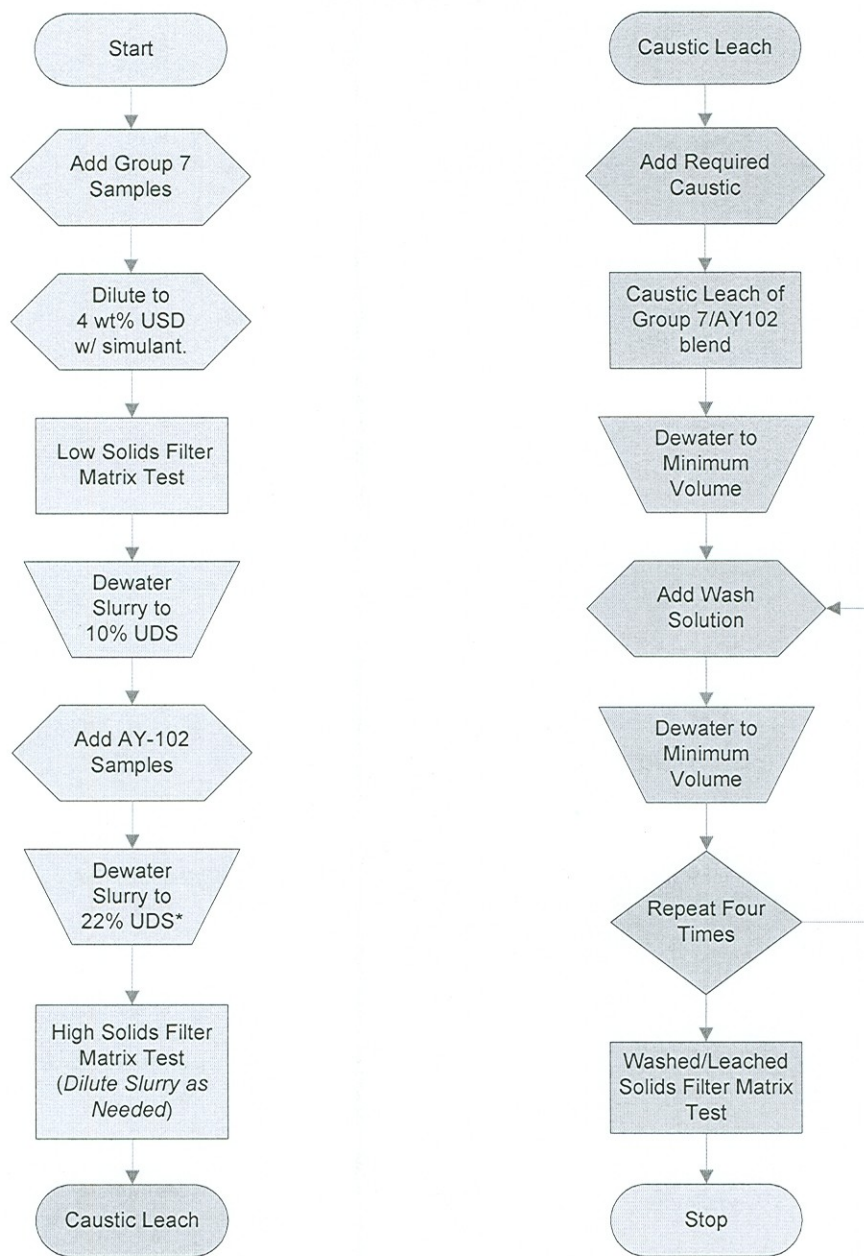 Start
Add Group 7
Samples
Dilute to
4 wt% USD
w/ simulant.
Low Solids Filter
Matrix Test
Dewater
Slurry to
10% UDS
Add AY-102
Samples
Dewater
Slurry to
22% UDS*
High Solids Filter
Matrix Test
(Dilute Slurry as
Needed)
Caustic Leach
Caustic Leach
Add Required
Caustic
Caustic Leach of
Group 7/AY102
blend
Dewater to
Minimum
Volume
Add Wash
Solution
Dewater to
Minimum
Volume
Repeat Four
Times
Washed/Leached
Solids Filter Matrix
Test
Stop